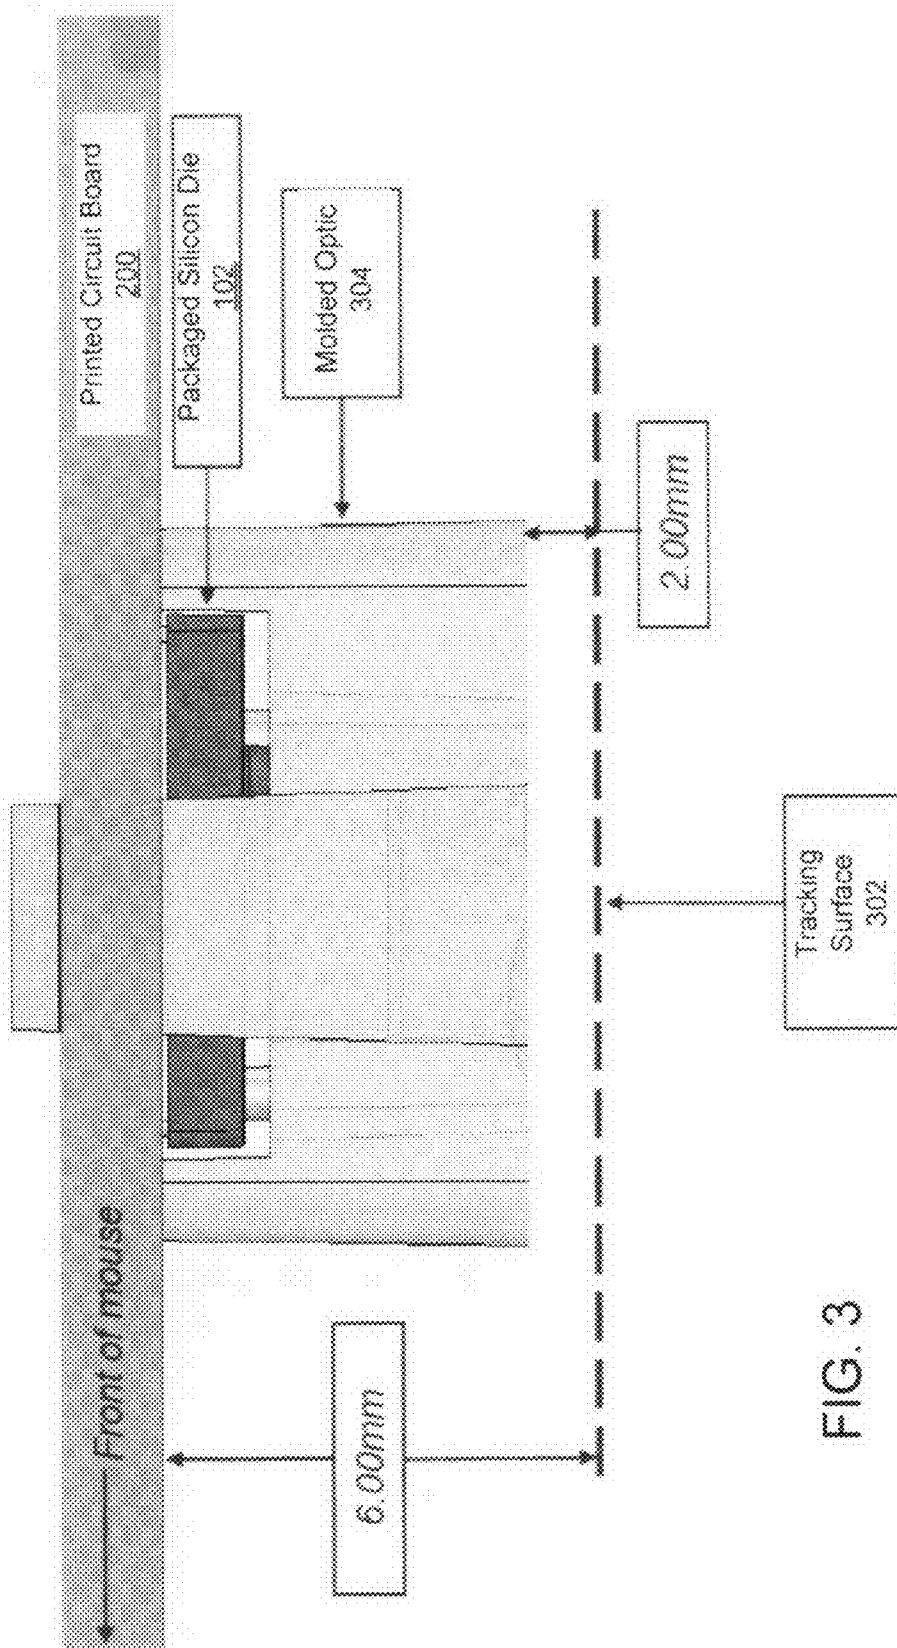 Front of mouse
Printed Circuit Board
200
Packaged Silicon Die
102
Molded Optic
304
6.00mm
2.00mm
Tracking
Surface
302
FIG. 3